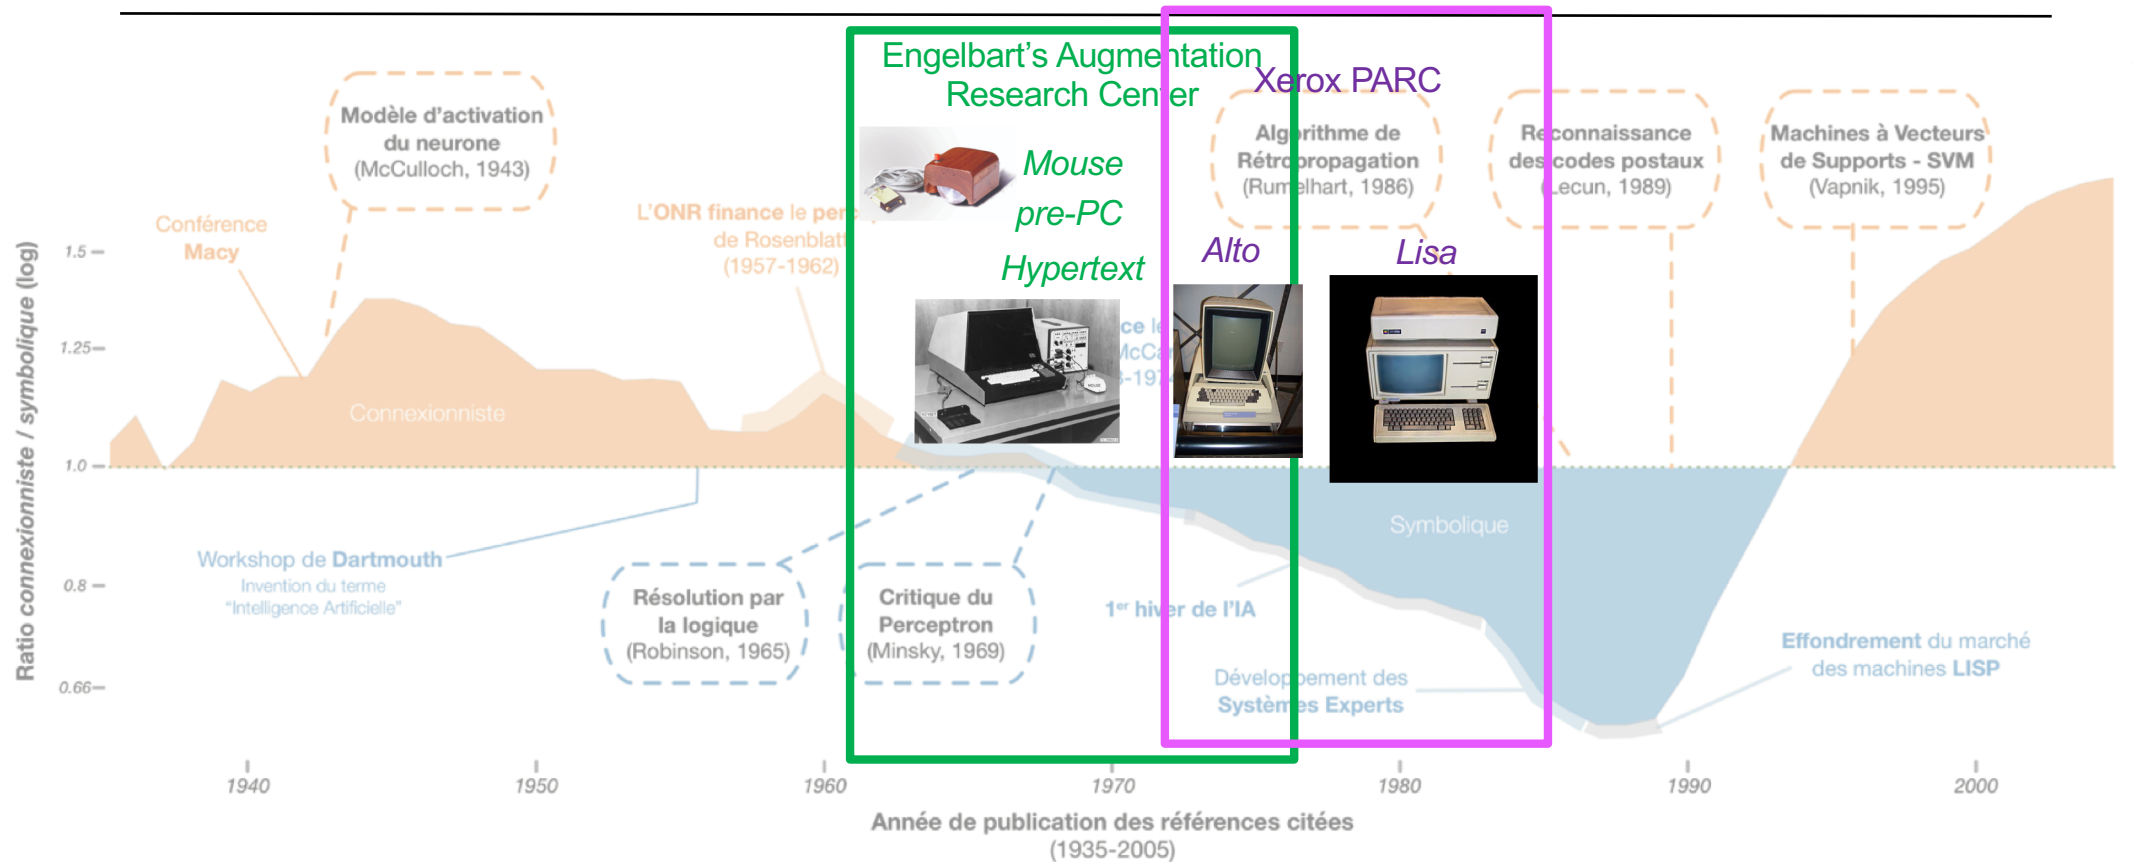 Engelbart's Augmentation
Research Center
Xerox PARC
Mouse
pre-PC
Hypertext
Alto
Lisa
Modèle d'activation
du neurone
(McCulloch, 1943)
Conférence
Macy
L'ONR finance le
de Rosenblatt
(1957-1962)
Algorithme de
Rétropropagation
(Rumelhart, 1986)
Reconnaissance
des codes postaux
(Lecun, 1989)
Machines à Vecteurs
de Supports - SVM
(Vapnik, 1995)
Ratio connexionniste / symbolique (log)
1.5
1.25
1.0
0.8
0.66
Connexionniste
Symbolique
Workshop de Dartmouth
Invention du terme
"Intelligence Artificielle"
Résolution par
la logique
(Robinson, 1965)
Critique du
Perceptron
(Minsky, 1969)
1er hiver de l'IA
Développement des
Systèmes Experts
Effondrement du marché
des machines LISP
1940 1950 1960 1970 1980 1990 2000
Année de publication des références citées
(1935-2005)